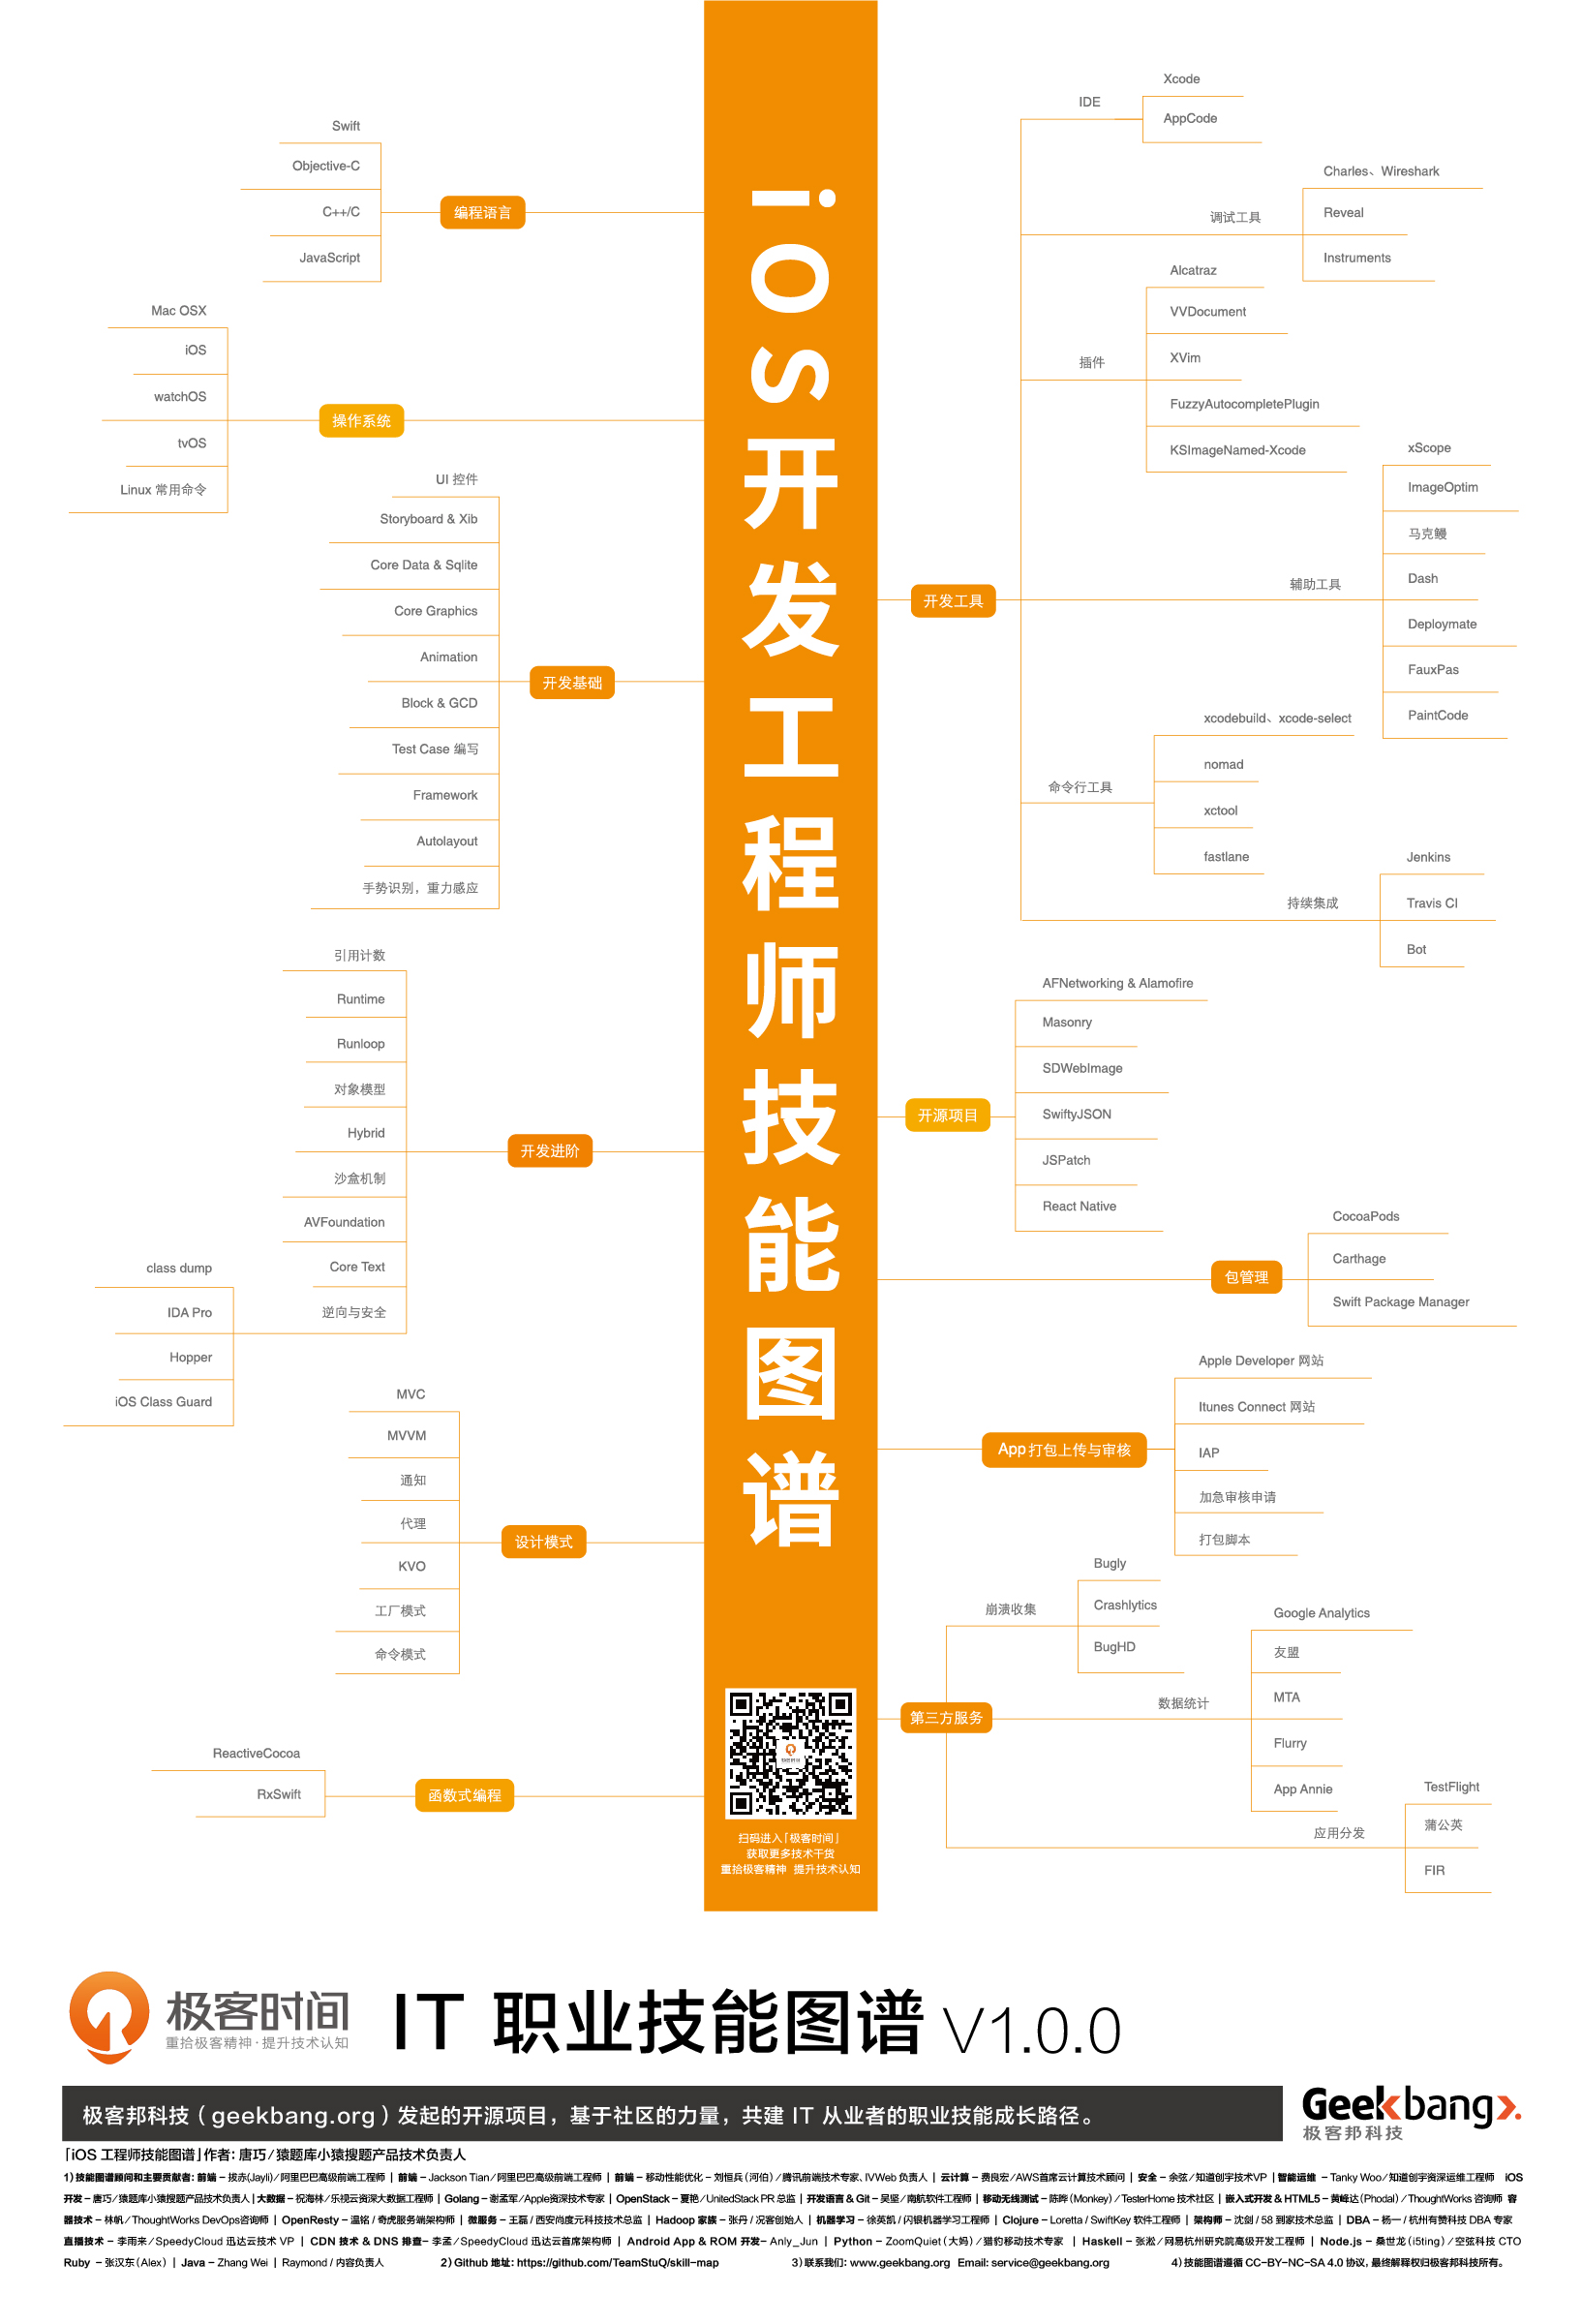 iOS开发工程师技能图谱
编程语言
Swift
Objective-C
C++/C
JavaScript
操作系统
Mac OSX
iOS
watchOS
tvOS
Linux 常用命令
开发基础
UI 控件
Storyboard & Xib
Core Data & Sqlite
Core Graphics
Animation
Block & GCD
Test Case 编写
Framework
Autolayout
手势识别，重力感应
开发进阶
引用计数
Runtime
Runloop
对象模型
Hybrid
沙盒机制
AVFoundation
Core Text
逆向与安全
class dump
IDA Pro
Hopper
iOS Class Guard
设计模式
MVC
MVVM
通知
代理
KVO
工厂模式
命令模式
函数式编程
ReactiveCocoa
RxSwift
开发工具
IDE
Xcode
AppCode
调试工具
Charles、Wireshark
Reveal
Instruments
插件
Alcatraz
VVDocument
XVim
FuzzyAutocompletePlugin
KSImageNamed-Xcode
辅助工具
xScope
ImageOptim
马克鳗
Dash
Deploymate
FauxPas
PaintCode
命令行工具
xcodebuild、xcode-select
nomad
xctool
fastlane
持续集成
Jenkins
Travis CI
Bot
开源项目
AFNetworking & Alamofire
Masonry
SDWebImage
SwiftyJSON
JSPatch
React Native
包管理
CocoaPods
Carthage
Swift Package Manager
App 打包上传与审核
Apple Developer 网站
Itunes Connect 网站
IAP
加急审核申请
打包脚本
第三方服务
崩溃收集
Bugly
Crashlytics
BugHD
数据统计
Google Analytics
友盟
MTA
Flurry
App Annie
应用分发
TestFlight
蒲公英
FIR
极客时间
扫码进入「极客时间」
获取更多技术干货
重拾极客精神 提升技术认知
极客时间
重拾极客精神·提升技术认知
IT 职业技能图谱 V1.0.0
极客邦科技（geekbang.org）发起的开源项目，基于社区的力量，共建 IT 从业者的职业技能成长路径。
Geekbang
极客邦科技
「iOS 工程师技能图谱」作者：唐巧/猿题库小猿搜题产品技术负责人
1）技能图谱顾问和主要贡献者：前端 – 拔赤(Jayli)/阿里巴巴高级前端工程师 | 前端 – Jackson Tian/阿里巴巴高级前端工程师 | 前端 – 移动性能优化 – 刘恒兵（河伯）/腾讯前端技术专家、IVWeb 负责人 | 云计算 – 费良宏/AWS首席云计算技术顾问 | 安全 – 余弦/知道创宇技术VP | 智能运维 – Tanky Woo/知道创宇资深运维工程师 iOS
开发 – 唐巧/猿题库小猿搜题产品技术负责人 | 大数据 – 祝海林/乐视云资深大数据工程师 | Golang – 谢孟军/Apple资深技术专家 | OpenStack – 夏艳/UnitedStack PR 总监 | 开发语言 & Git – 吴坚/南航软件工程师 | 移动无线测试 – 陈晔（Monkey）/TesterHome 技术社区 | 嵌入式开发 & HTML5 – 黄峰达（Phodal）/ThoughtWorks 咨询师 容
器技术 – 林帆/ThoughtWorks DevOps咨询师 | OpenResty – 温铭/奇虎服务端架构师 | 微服务 – 王磊/西安尚度元科技技术总监 | Hadoop 家族 – 张丹/况客创始人 | 机器学习 – 徐英凯/闪银机器学习工程师 | Clojure – Loretta/SwiftKey 软件工程师 | 架构师 – 沈剑/58 到家技术总监 | DBA – 杨一/杭州有赞科技 DBA 专家
直播技术 – 李雨来/SpeedyCloud 迅达云技术 VP | CDN 技术 & DNS 排查 – 李孟/SpeedyCloud 迅达云首席架构师 | Android App & ROM 开发 – Anly_Jun | Python – ZoomQuiet（大妈）/猎豹移动技术专家 | Haskell – 张淞/网易杭州研究院高级开发工程师 | Node.js – 桑世龙（i5ting）/空弦科技 CTO
Ruby – 张汉东（Alex） | Java – Zhang Wei | Raymond/内容负责人 2）Github 地址：https://github.com/TeamStuQ/skill-map 3）联系我们：www.geekbang.org Email: service@geekbang.org 4）技能图谱遵循 CC-BY-NC-SA 4.0 协议，最终解释权归极客邦科技所有。